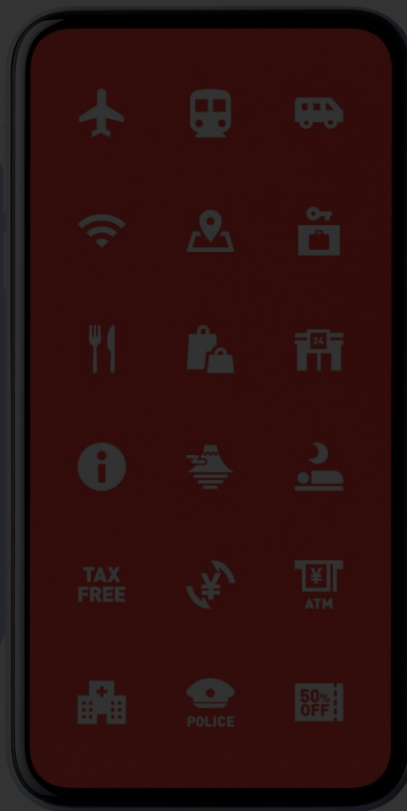 24
TAX
FREE
¥
¥
ATM
POLICE
50%
OFF